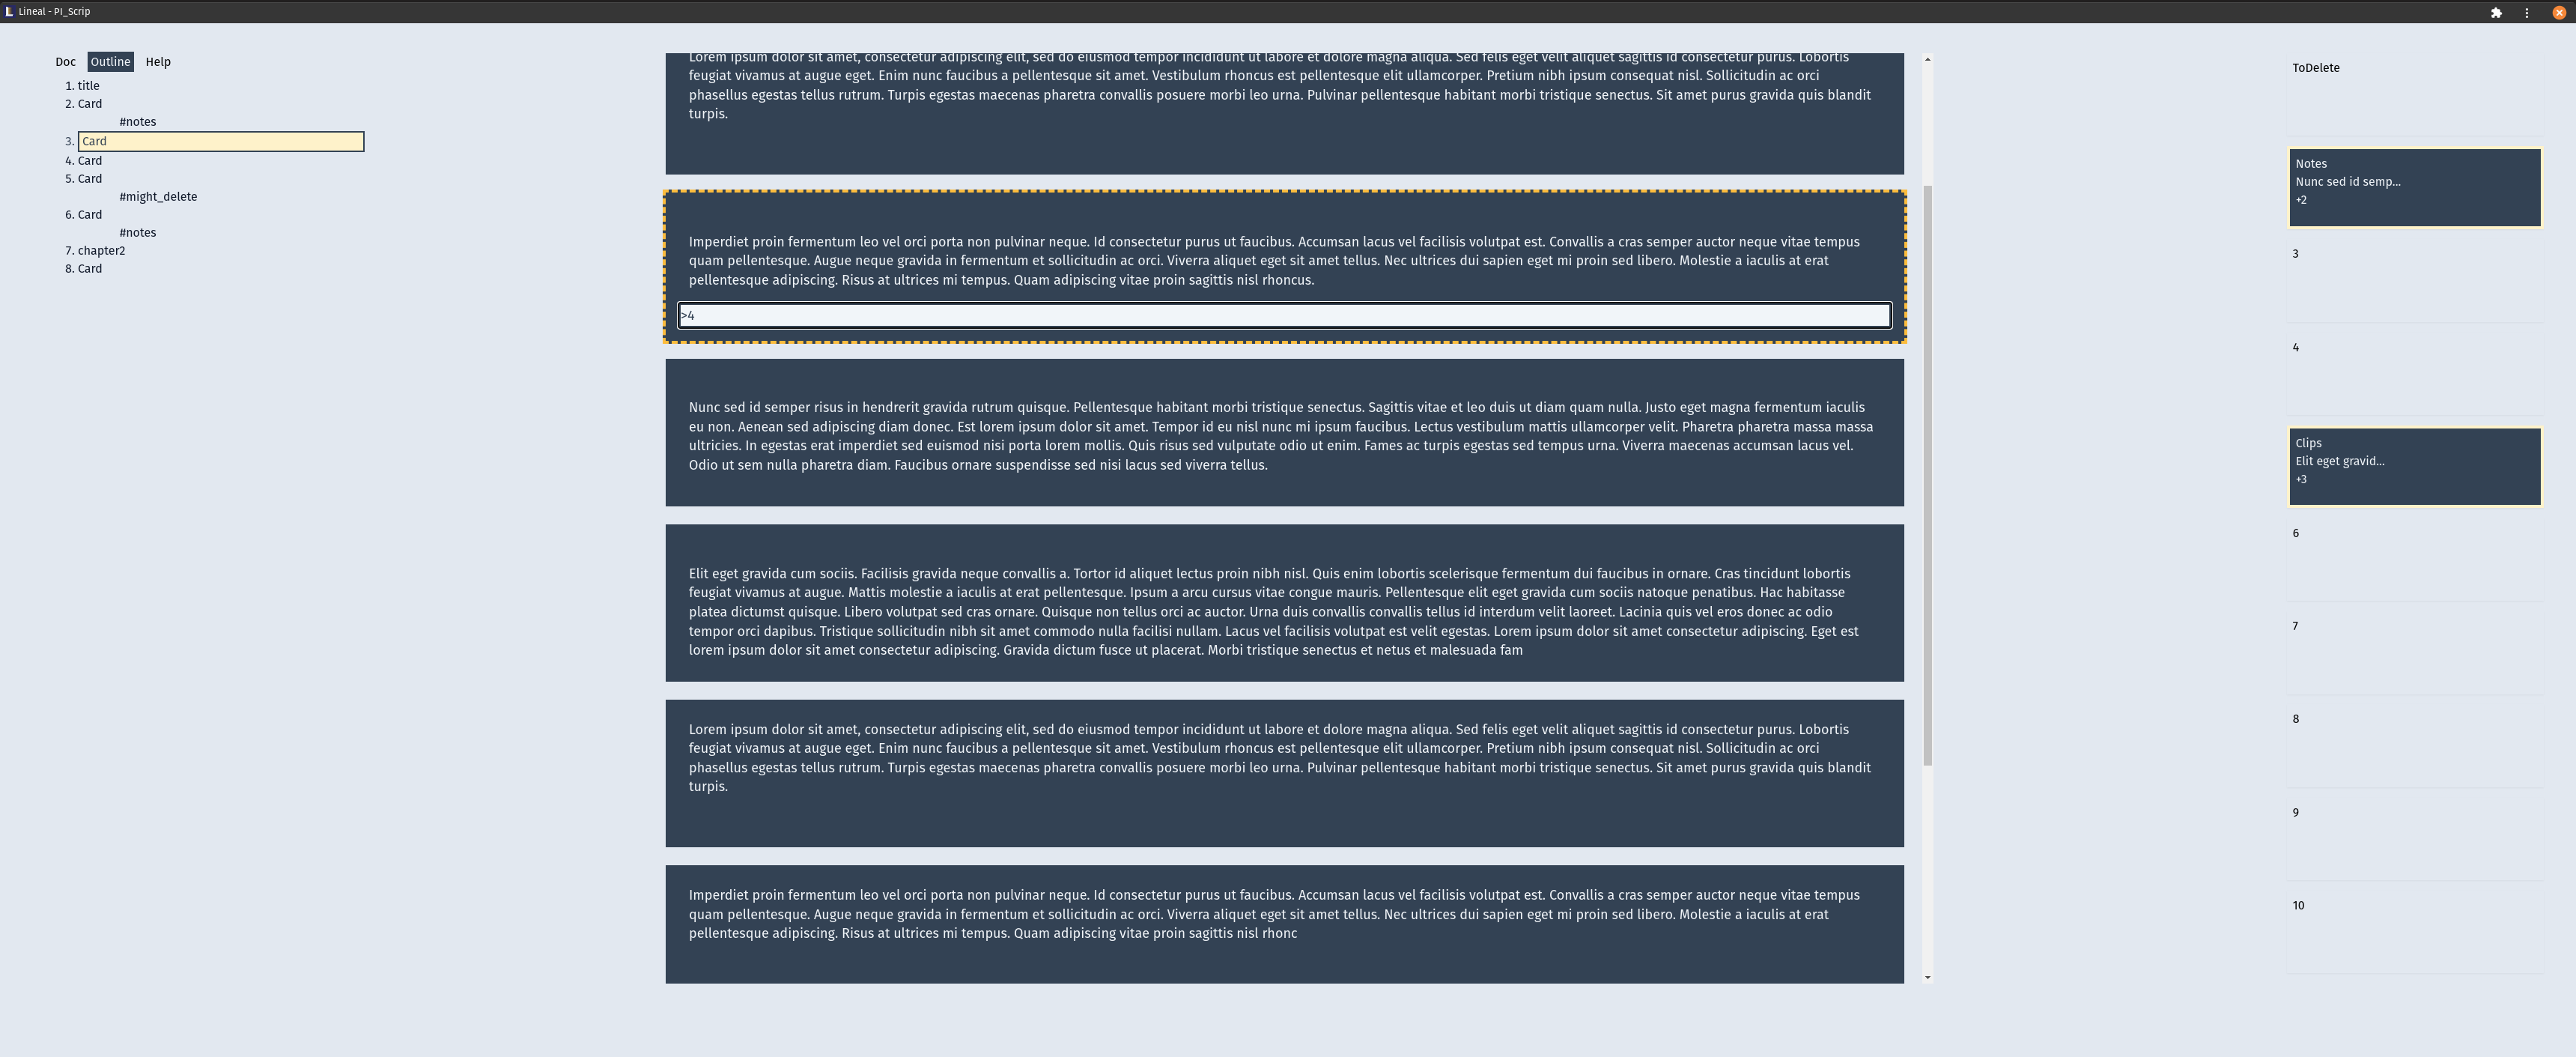 Lineal - PI_Scrip
Doc Outline Help
1. title
2. Card
#notes
3. Card
4. Card
5. Card
#might_delete
6. Card
#notes
7. chapter2
8. Card
Lorem ipsum dolor sit amet, consectetur adipiscing elit, sed do eiusmod tempor incididunt ut labore et dolore magna aliqua. Sed felis eget velit aliquet sagittis id consectetur purus. Lobortis
feugiat vivamus at augue eget. Enim nunc faucibus a pellentesque sit amet. Vestibulum rhoncus est pellentesque elit ullamcorper. Pretium nibh ipsum consequat nisl. Sollicitudin ac orci
phasellus egestas tellus rutrum. Turpis egestas maecenas pharetra convallis posuere morbi leo urna. Pulvinar pellentesque habitant morbi tristique senectus. Sit amet purus gravida quis blandit
turpis.
Imperdiet proin fermentum leo vel orci porta non pulvinar neque. Id consectetur purus ut faucibus. Accumsan lacus vel facilisis volutpat est. Convallis a cras semper auctor neque vitae tempus
quam pellentesque. Augue neque gravida in fermentum et sollicitudin ac orci. Viverra aliquet eget sit amet tellus. Nec ultrices dui sapien eget mi proin sed libero. Molestie a iaculis at erat
pellentesque adipiscing. Risus at ultrices mi tempus. Quam adipiscing vitae proin sagittis nisl rhoncus.
>4
Nunc sed id semper risus in hendrerit gravida rutrum quisque. Pellentesque habitant morbi tristique senectus. Sagittis vitae et leo duis ut diam quam nulla. Justo eget magna fermentum iaculis
eu non. Aenean sed adipiscing diam donec. Est lorem ipsum dolor sit amet. Tempor id eu nisl nunc mi ipsum faucibus. Lectus vestibulum mattis ullamcorper velit. Pharetra pharetra massa massa
ultricies. In egestas erat imperdiet sed euismod nisi porta lorem mollis. Quis risus sed vulputate odio ut enim. Fames ac turpis egestas sed tempus urna. Viverra maecenas accumsan lacus vel.
Odio ut sem nulla pharetra diam. Faucibus ornare suspendisse sed nisi lacus sed viverra tellus.
Elit eget gravida cum sociis. Facilisis gravida neque convallis a. Tortor id aliquet lectus proin nibh nisl. Quis enim lobortis scelerisque fermentum dui faucibus in ornare. Cras tincidunt lobortis
feugiat vivamus at augue. Mattis molestie a iaculis at erat pellentesque. Ipsum a arcu cursus vitae congue mauris. Pellentesque elit eget gravida cum sociis natoque penatibus. Hac habitasse
platea dictumst quisque. Libero volutpat sed cras ornare. Quisque non tellus orci ac auctor. Urna duis convallis convallis tellus id interdum velit laoreet. Lacinia quis vel eros donec ac odio
tempor orci dapibus. Tristique sollicitudin nibh sit amet commodo nulla facilisi nullam. Lacus vel facilisis volutpat est velit egestas. Lorem ipsum dolor sit amet consectetur adipiscing. Eget est
lorem ipsum dolor sit amet consectetur adipiscing. Gravida dictum fusce ut placerat. Morbi tristique senectus et netus et malesuada fam
Lorem ipsum dolor sit amet, consectetur adipiscing elit, sed do eiusmod tempor incididunt ut labore et dolore magna aliqua. Sed felis eget velit aliquet sagittis id consectetur purus. Lobortis
feugiat vivamus at augue eget. Enim nunc faucibus a pellentesque sit amet. Vestibulum rhoncus est pellentesque elit ullamcorper. Pretium nibh ipsum consequat nisl. Sollicitudin ac orci
phasellus egestas tellus rutrum. Turpis egestas maecenas pharetra convallis posuere morbi leo urna. Pulvinar pellentesque habitant morbi tristique senectus. Sit amet purus gravida quis blandit
turpis.
Imperdiet proin fermentum leo vel orci porta non pulvinar neque. Id consectetur purus ut faucibus. Accumsan lacus vel facilisis volutpat est. Convallis a cras semper auctor neque vitae tempus
quam pellentesque. Augue neque gravida in fermentum et sollicitudin ac orci. Viverra aliquet eget sit amet tellus. Nec ultrices dui sapien eget mi proin sed libero. Molestie a iaculis at erat
pellentesque adipiscing. Risus at ultrices mi tempus. Quam adipiscing vitae proin sagittis nisl rhonc
ToDelete
Notes
Nunc sed id semp...
+2
3
4
Clips
Elit eget gravid...
+3
6
7
8
9
10